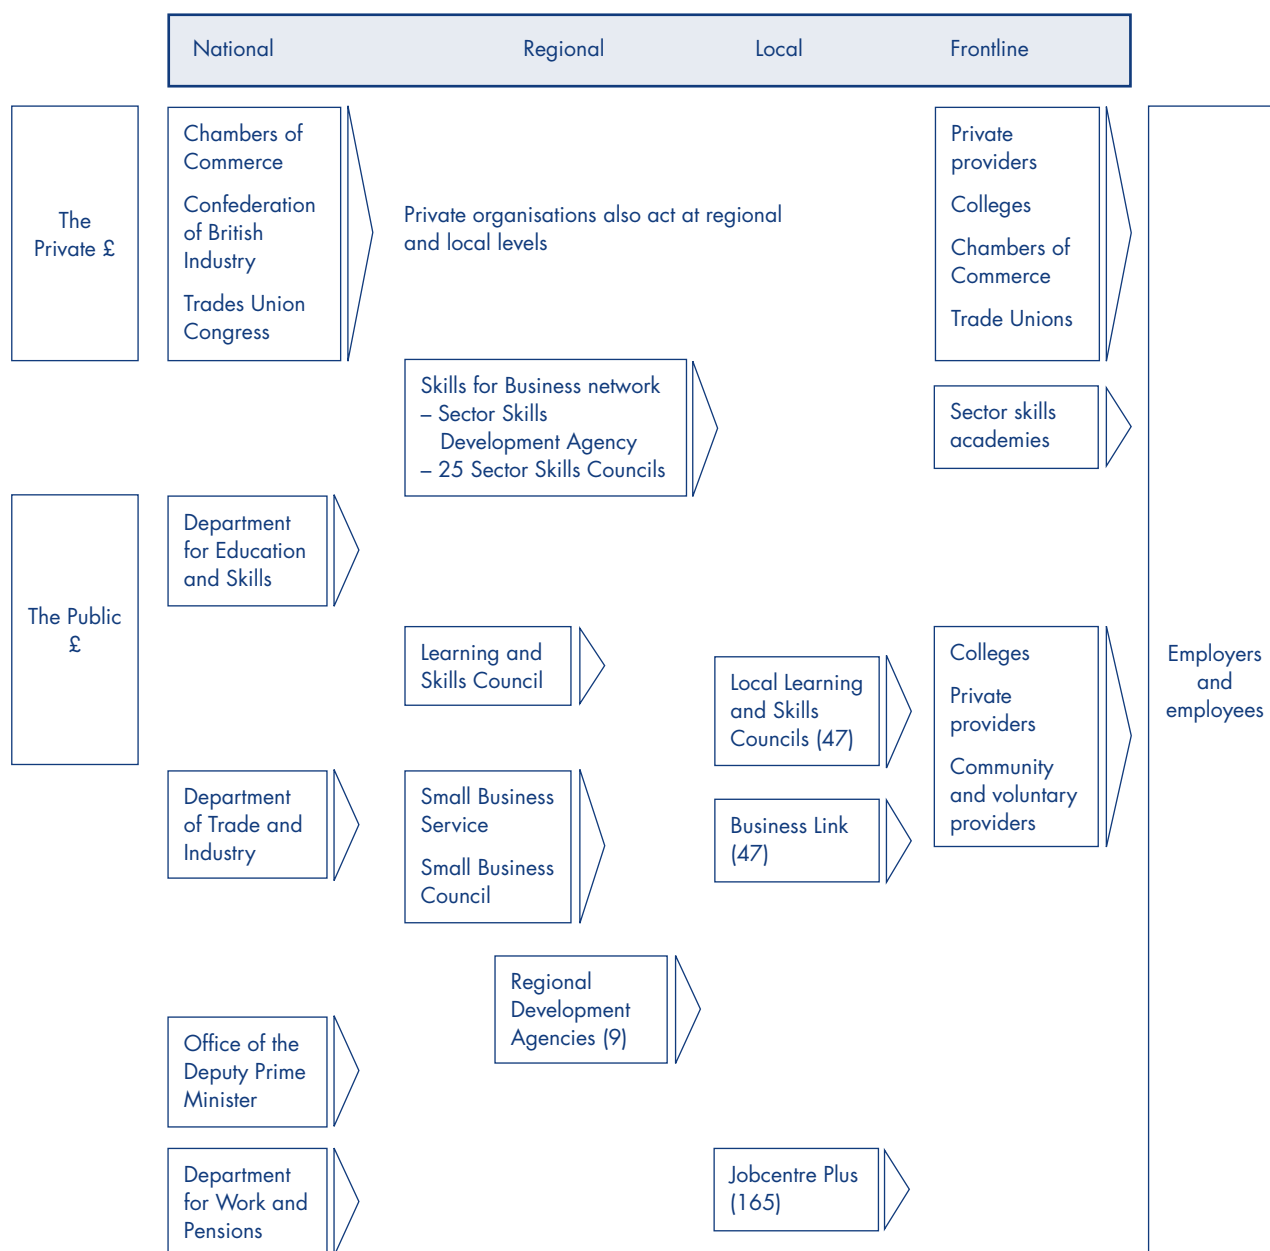 National Regional Local Frontline
The
Private £
Chambers of
Commerce
Confederation
of British
Industry
Trades Union
Congress
Private organisations also act at regional
and local levels
Private
providers
Colleges
Chambers of
Commerce
Trade Unions
Skills for Business network
– Sector Skills
Development Agency
– 25 Sector Skills Councils
Sector skills
academies
The Public
£
Department
for Education
and Skills
Learning and
Skills Council
Local Learning
and Skills
Councils (47)
Colleges
Private
providers
Community
and voluntary
providers
Employers
and
employees
Department
of Trade and
Industry
Small Business
Service
Small Business
Council
Business Link
(47)
Regional
Development
Agencies (9)
Office of the
Deputy Prime
Minister
Department
for Work and
Pensions
Jobcentre Plus
(165)